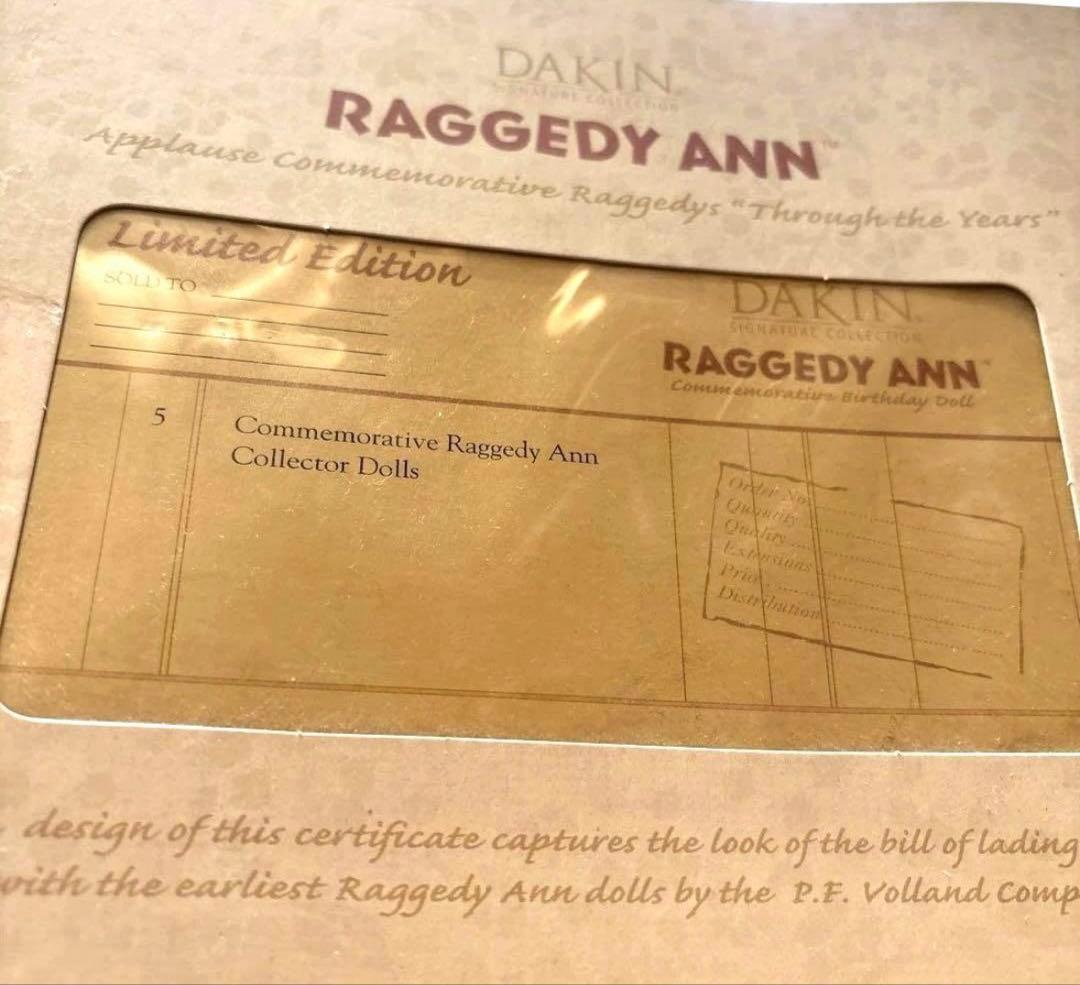 DAKIN
SIGNATURE COLLECTION
RAGGEDY ANN™
Applause Commemorative Raggedys "Through the Years"
Limited Edition
SOLD TO
DAKIN
SIGNATURE COLLECTION
RAGGEDY ANN™
Commemorative Birthday Doll
5
Commemorative Raggedy Ann
Collector Dolls
Order No.
Quantity
Quality
Extensions
Price
Distribution
design of this certificate captures the look of the bill of lading
with the earliest Raggedy Ann dolls by the P.F. Volland Comp